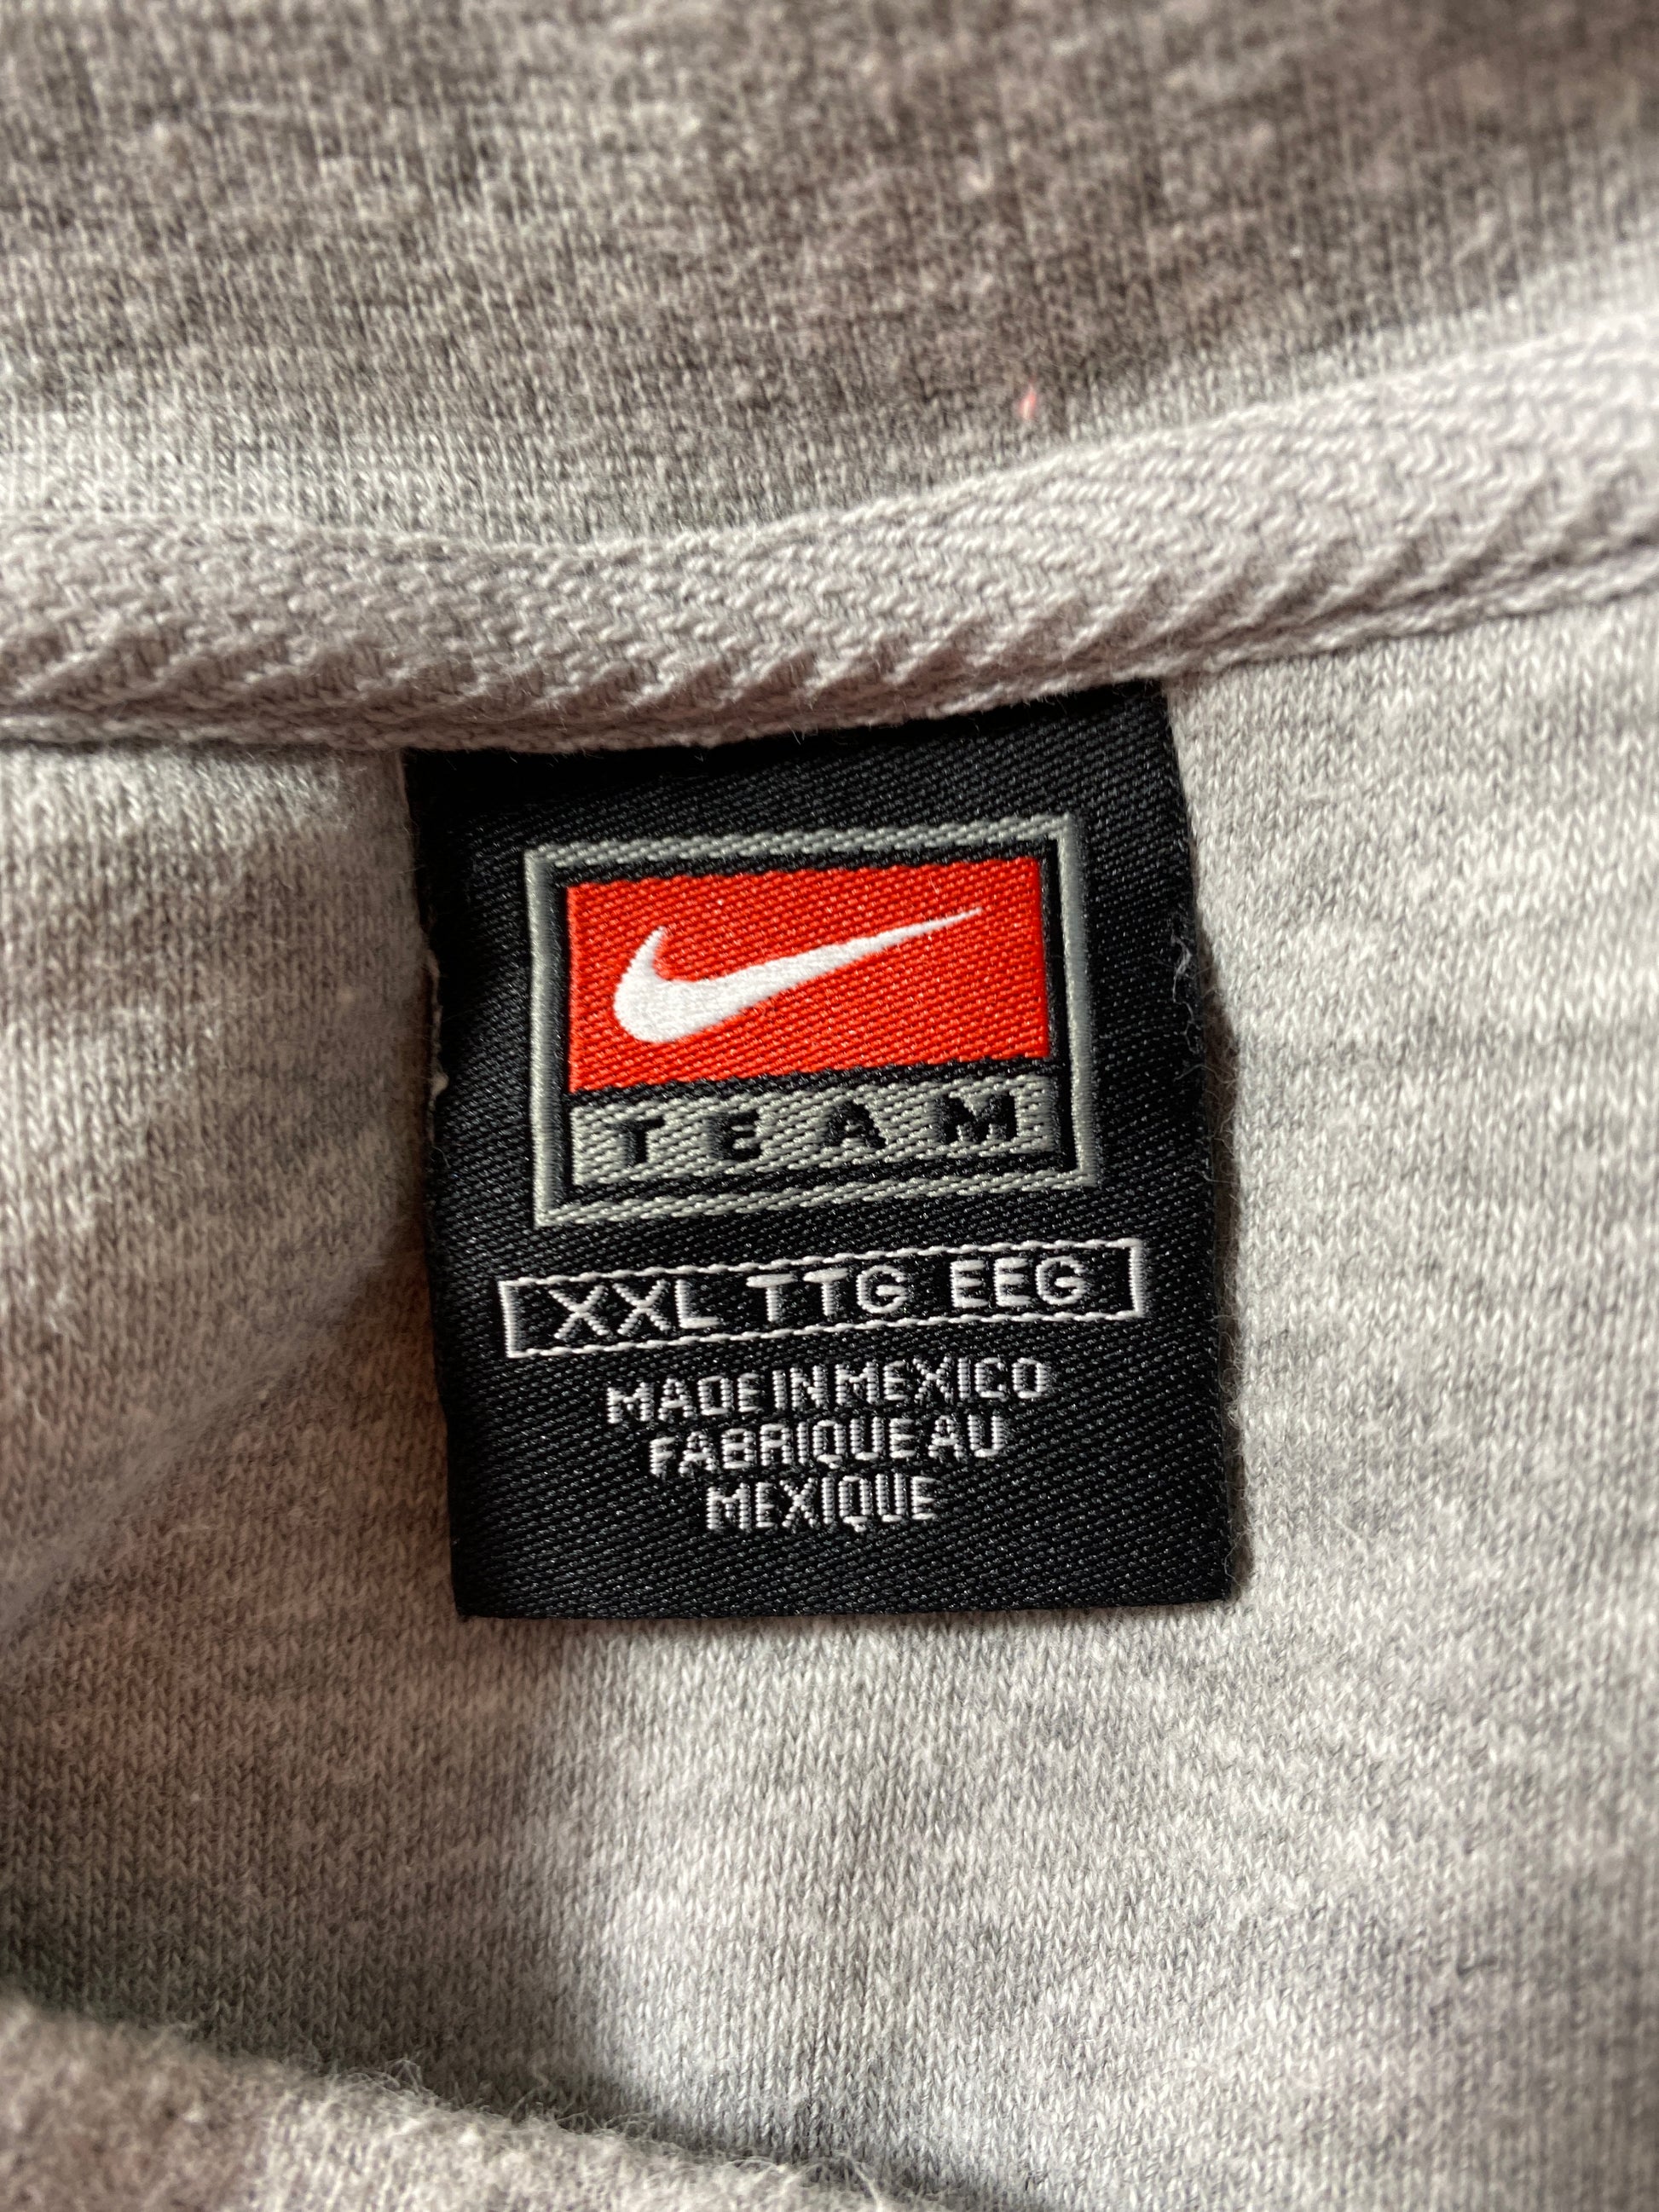 TEAM
XXL TTG EEG
MADE IN MEXICO
FABRIQUE AU
MEXIQUE